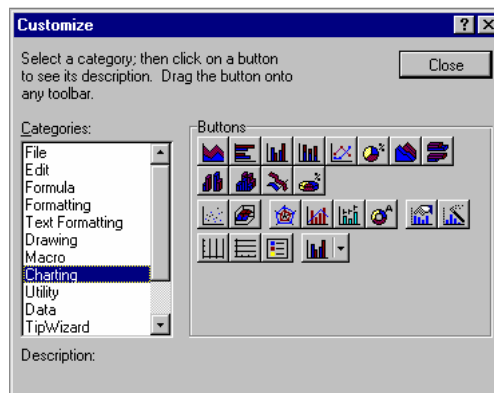 Customize
Select a category; then click on a button
to see its description. Drag the button onto
any toolbar.
Close
Categories:
File
Edit
Formula
Formatting
Text Formatting
Drawing
Macro
Charting
Utility
Data
TipWizard
Buttons
Description: